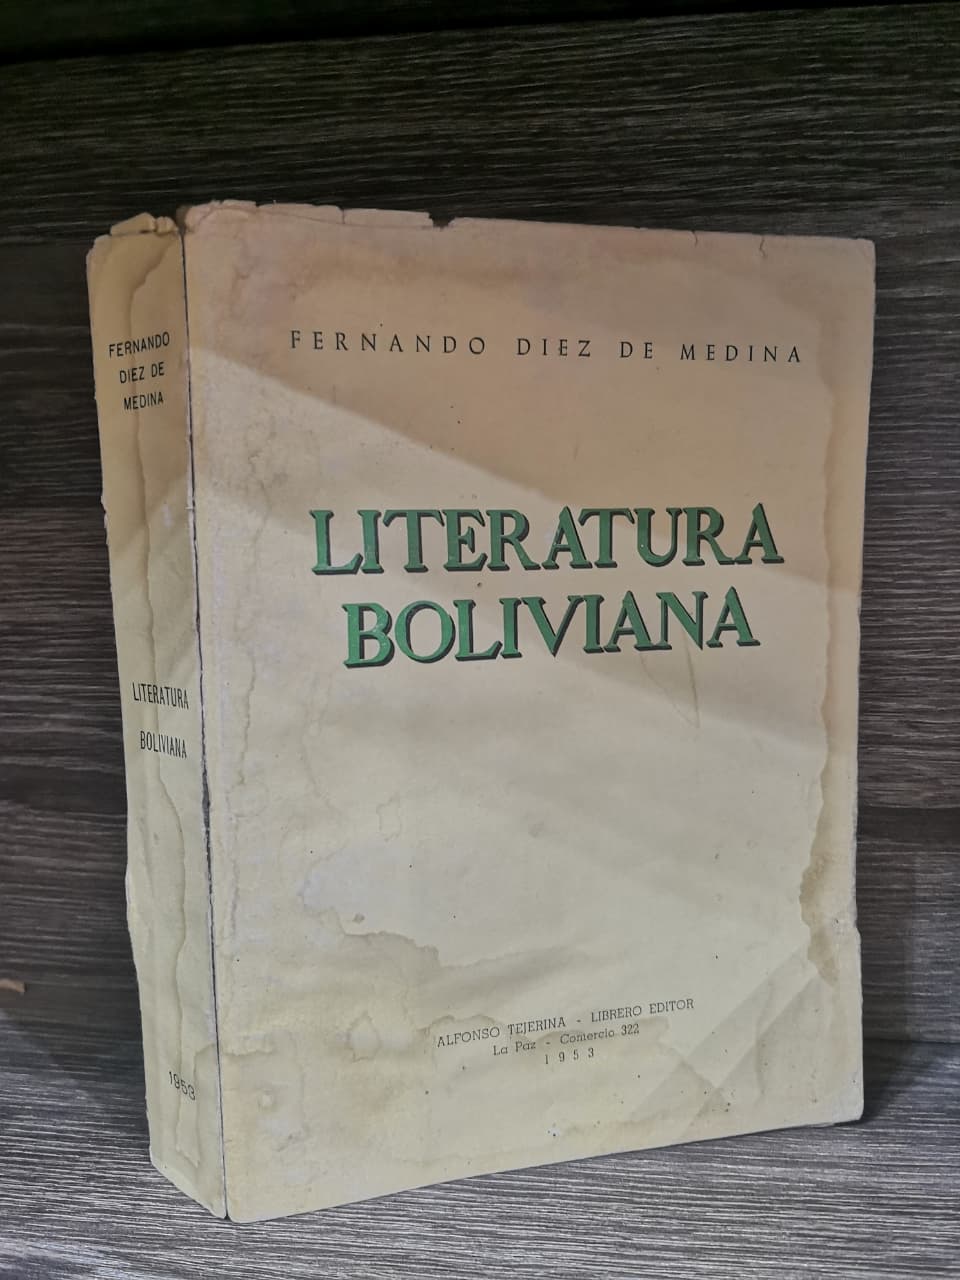 FERNANDO
DIEZ DE
MEDINA
LITERATURA
BOLIVIANA
1953
FERNANDO DIEZ DE MEDINA
LITERATURA
BOLIVIANA
ALFONSO TEJERINA - LIBRERO EDITOR
La Paz - Comercio 322
1953